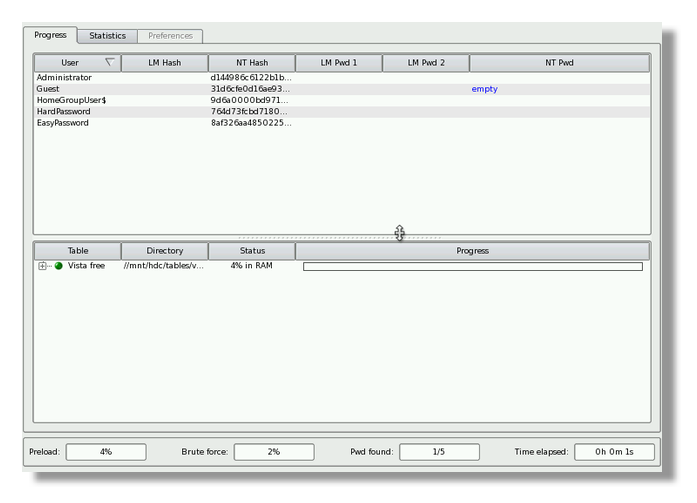 Progress Statistics Preferences
User LM Hash NT Hash LM Pwd 1 LM Pwd 2 NT Pwd
Administrator d144986c6122b1b...
Guest 31d6cfe0d16ae93... empty
HomeGroupUser$ 9d6a0000bd971...
HardPassword 764d73fcbd7180...
EasyPassword 8af326aa4850225...
Table Directory Status Progress
Vista free //mnt/hdc/tables/v... 4% in RAM
Preload: 4% Brute force: 2% Pwd found: 1/5 Time elapsed: 0h 0m 1s